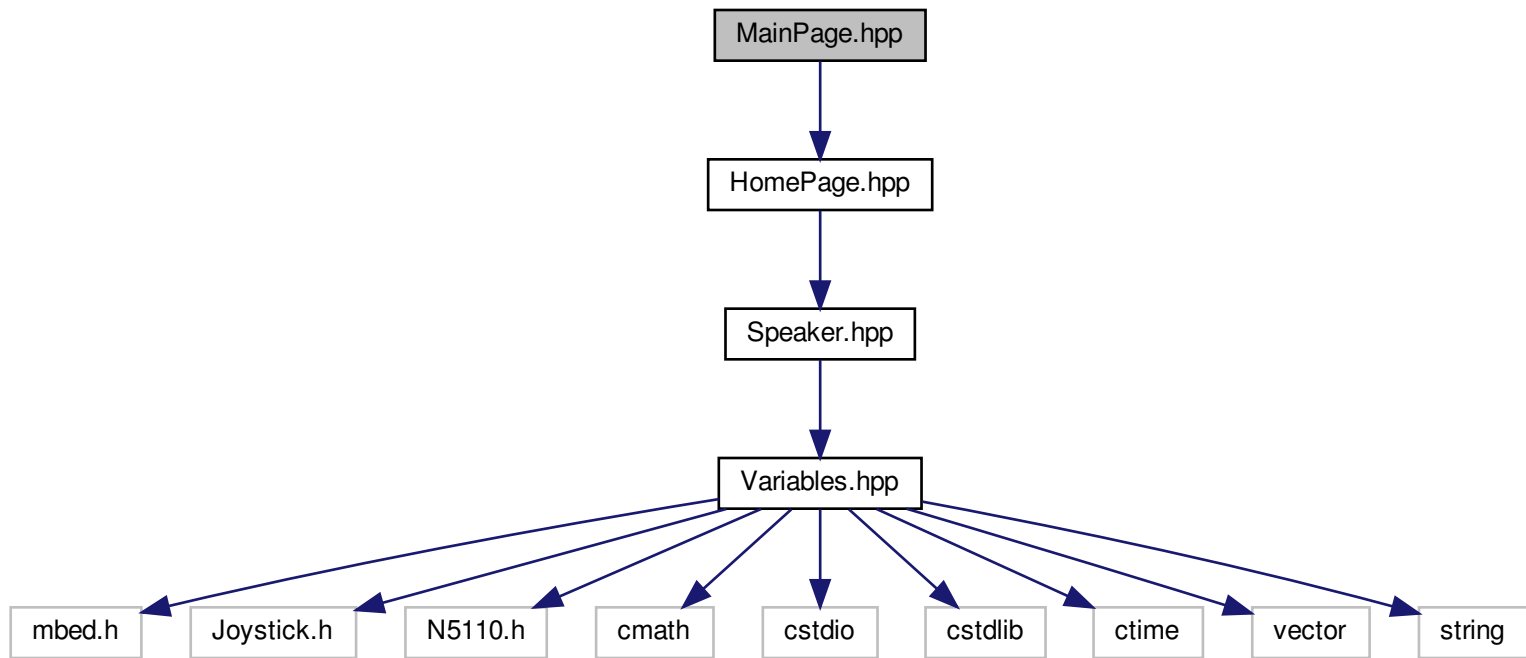 MainPage.hpp
HomePage.hpp
Speaker.hpp
Variables.hpp
mbed.h
Joystick.h
N5110.h
cmath
cstdio
cstdlib
ctime
vector
string